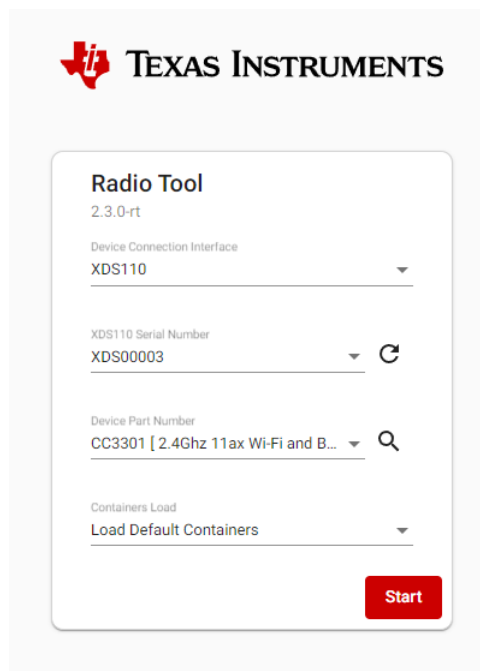 TEXAS INSTRUMENTS
Radio Tool
2.3.0-rt
Device Connection Interface
XDS110
XDS110 Serial Number
XDS00003
Device Part Number
CC3301 [ 2.4Ghz 11ax Wi-Fi and B...
Containers Load
Load Default Containers
Start